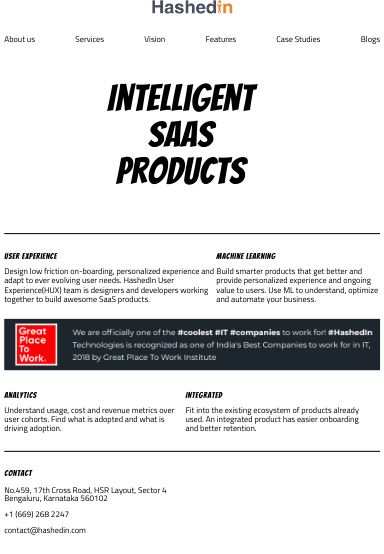 Hashedin
About us Services Vision Features Case Studies Blogs
INTELLIGENT
SAAS
PRODUCTS
USER EXPERIENCE
Design low friction on-boarding, personalized experience and
adapt to ever evolving user needs. HashedIn User
Experience(HUX) team is designers and developers working
together to build awesome SaaS products.
MACHINE LEARNING
Build smarter products that get better and
provide personalized experience and ongoing
value to users. Use ML to understand, optimize
and automate your business.
Great
Place
To
Work.
We are officially one of the #coolest #IT #companies to work for! #HashedIn
Technologies is recognized as one of India's Best Companies to work for in IT,
2018 by Great Place To Work Institute
ANALYTICS
Understand usage, cost and revenue metrics over
user cohorts. Find what is adopted and what is
driving adoption.
INTEGRATED
Fit into the existing ecosystem of products already
used. An integrated product has easier onboarding
and better retention.
CONTACT
No.459, 17th Cross Road, HSR Layout, Sector 4
Bengaluru, Karnataka 560102
+1 (669) 268 2247
contact@hashedin.com